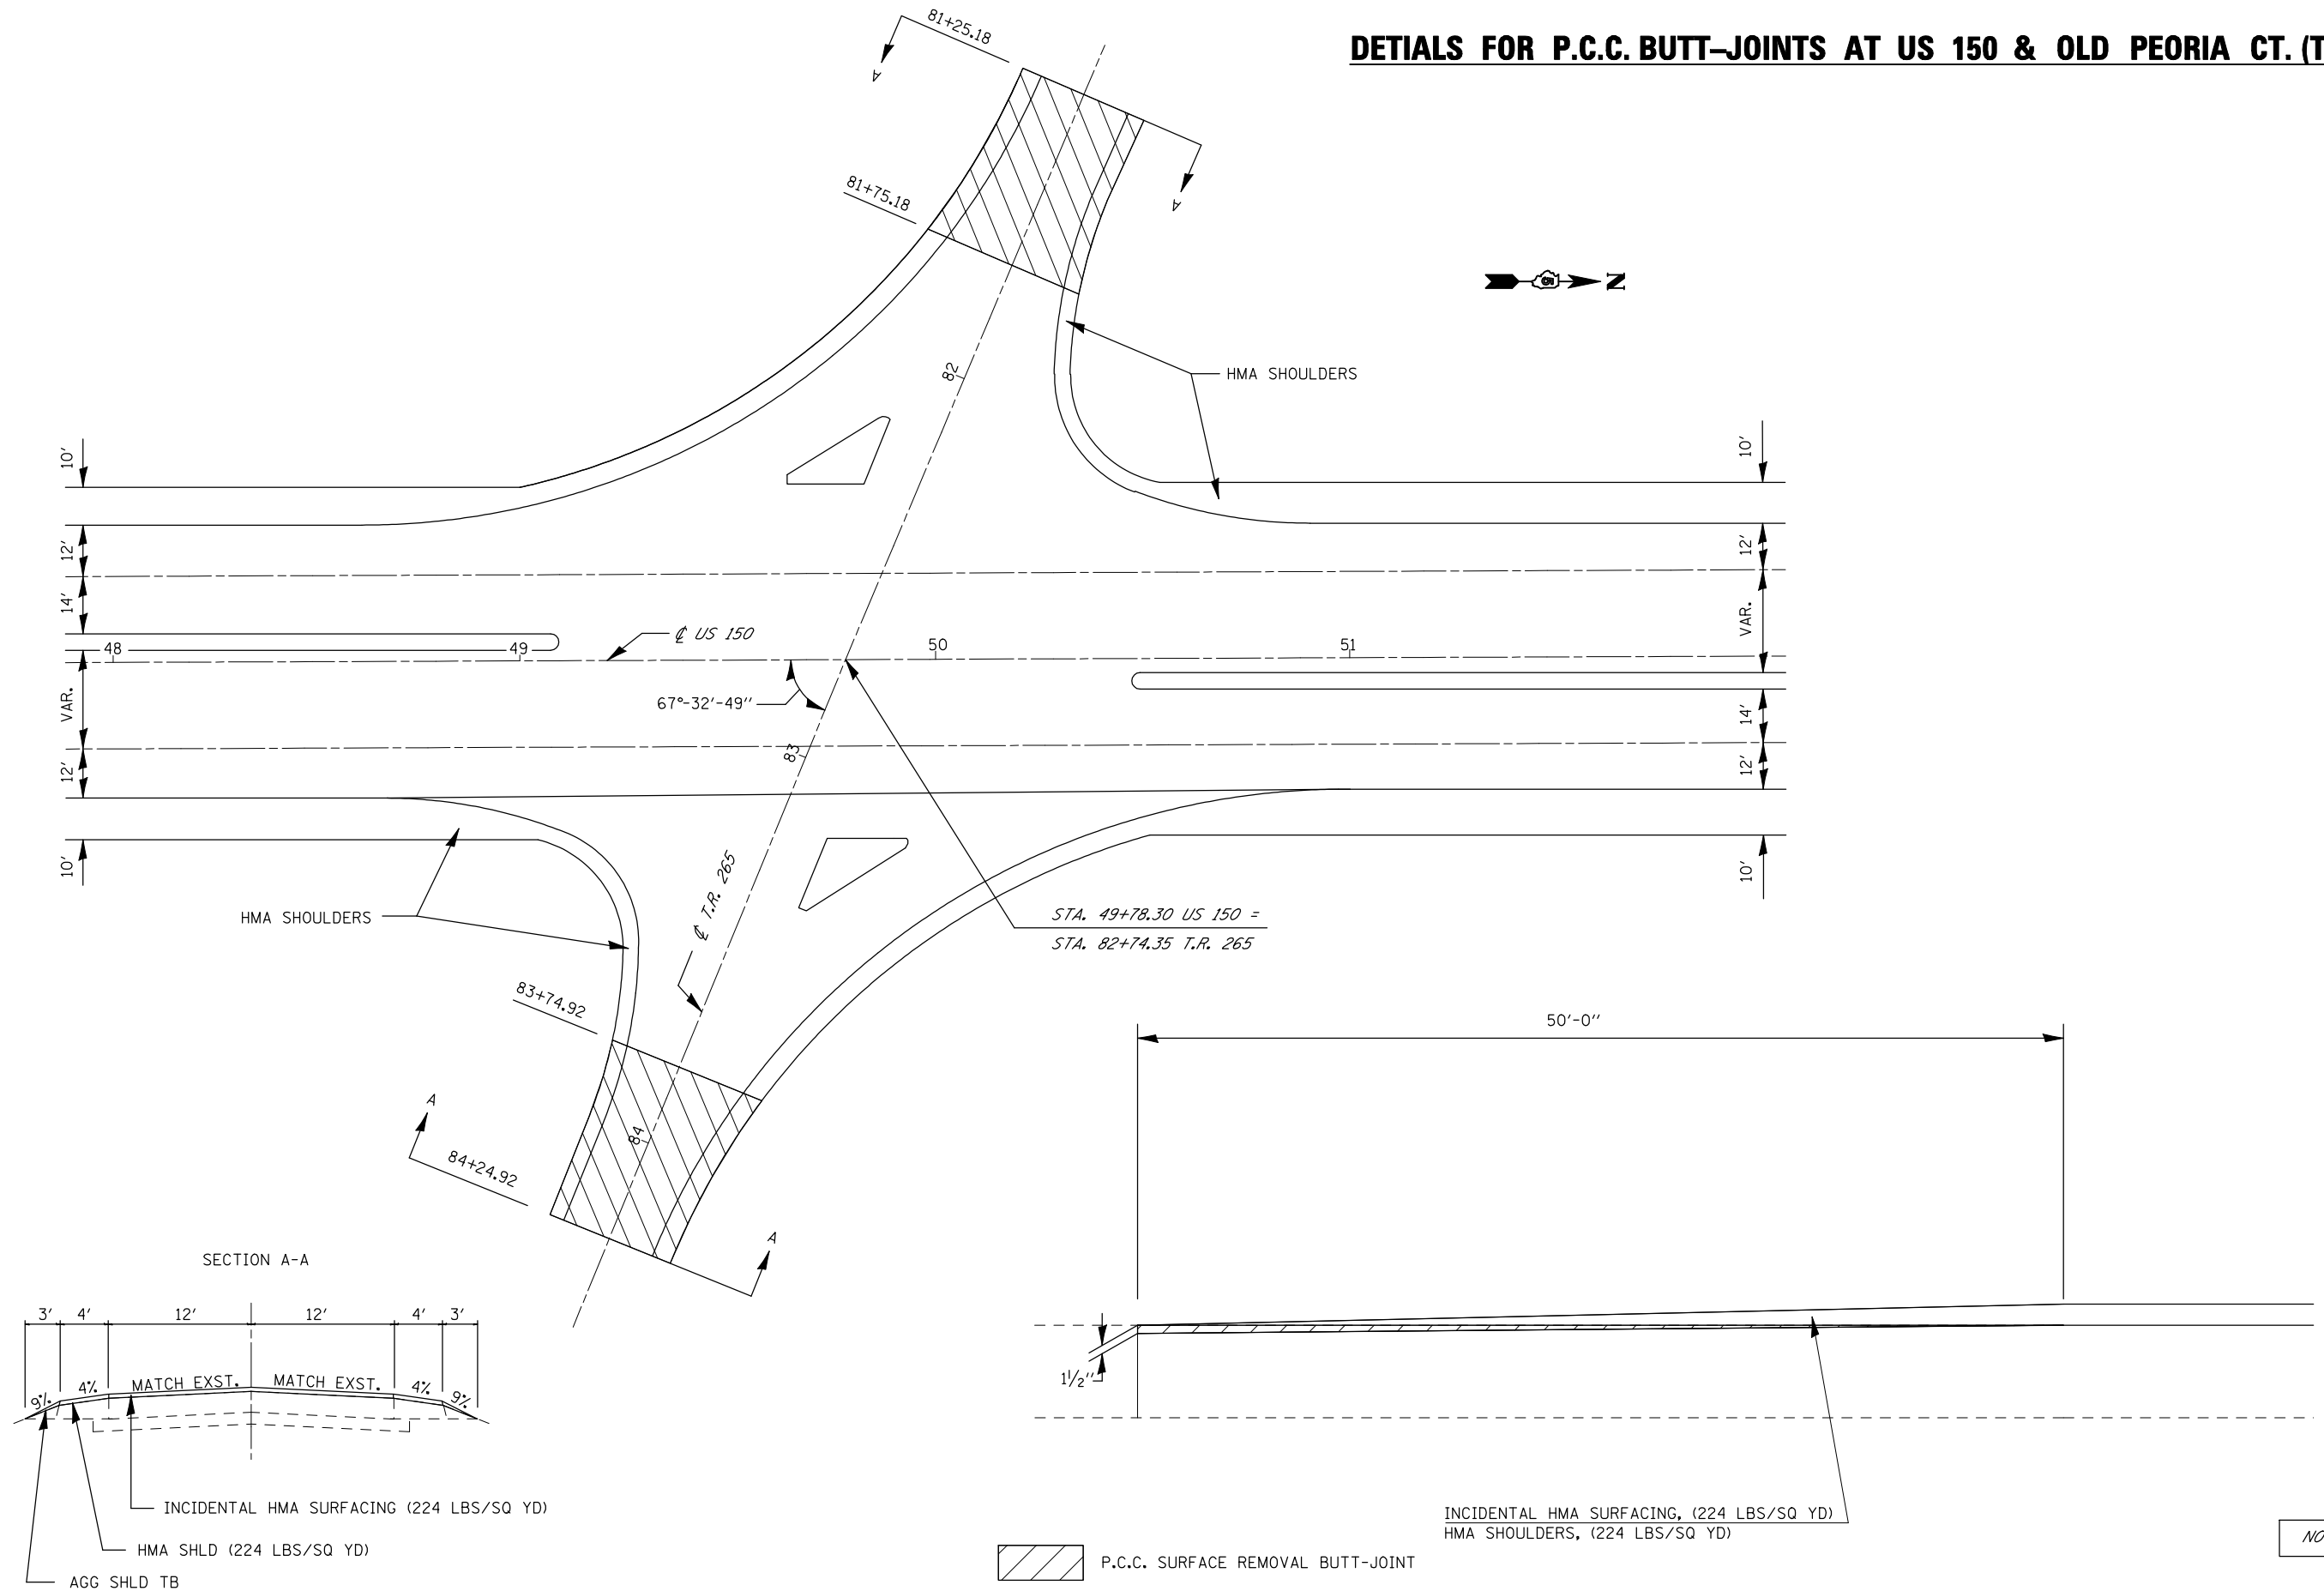 DETIALS FOR P.C.C. BUTT–JOINTS AT US 150 & OLD PEORIA CT. (T
81+25.18
A
A
81+75.18
N
82
HMA SHOULDERS
10'
10'
12'
12'
14'
VAR.
₵ US 150
48
49
50
51
VAR.
67°-32'-49''
14'
83
12'
12'
10'
10'
₵ T.R. 265
HMA SHOULDERS
STA. 49+78.30 US 150 =
STA. 82+74.35 T.R. 265
83+74.92
50'-0''
A
84
84+24.92
A
SECTION A-A
3' 4' 12' 12' 4' 3'
9% 4% MATCH EXST. MATCH EXST. 4% 9%
1½''
INCIDENTAL HMA SURFACING (224 LBS/SQ YD)
HMA SHLD (224 LBS/SQ YD)
AGG SHLD TB
INCIDENTAL HMA SURFACING, (224 LBS/SQ YD)
HMA SHOULDERS, (224 LBS/SQ YD)
P.C.C. SURFACE REMOVAL BUTT-JOINT
NO